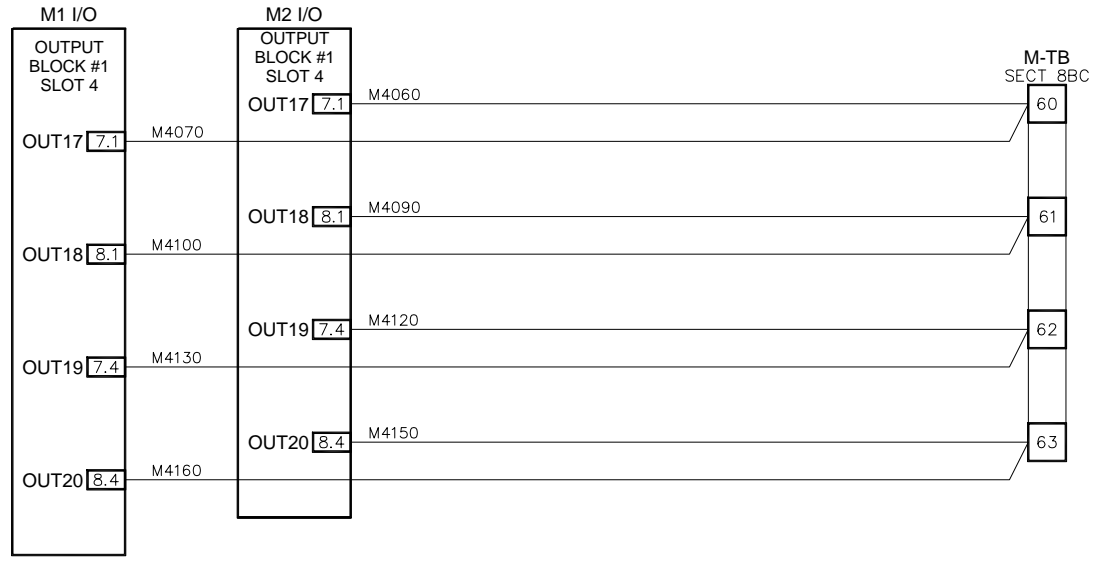 M1 I/O
M2 I/O
OUTPUT
BLOCK #1
SLOT 4
OUTPUT
BLOCK #1
SLOT 4
M-TB
SECT 8BC
OUT17 7.1 M4060
60
OUT17 7.1 M4070
OUT18 8.1 M4090
61
OUT18 8.1 M4100
OUT19 7.4 M4120
62
OUT19 7.4 M4130
OUT20 8.4 M4150
63
OUT20 8.4 M4160